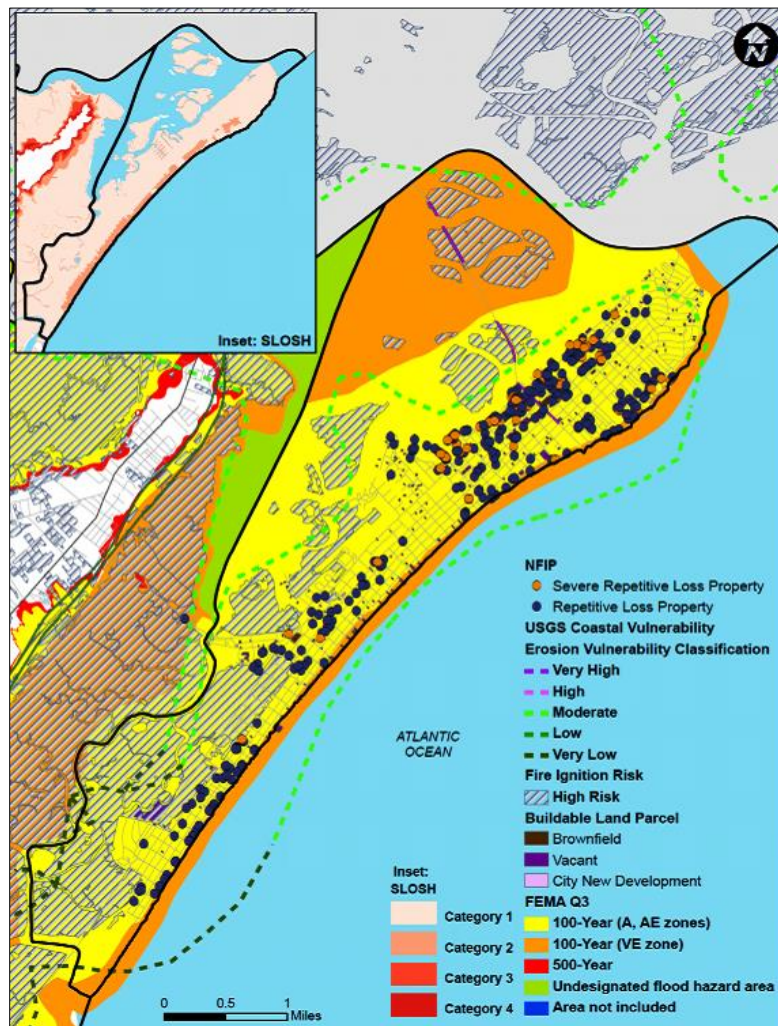 N
Inset: SLOSH
NFIP
Severe Repetitive Loss Property
Repetitive Loss Property
USGS Coastal Vulnerability
Erosion Vulnerability Classification
Very High
High
Moderate
Low
Very Low
Fire Ignition Risk
High Risk
Buildable Land Parcel
Brownfield
Vacant
City New Development
FEMA Q3
100-Year (A, AE zones)
100-Year (VE zone)
500-Year
Undesignated flood hazard area
Area not included
ATLANTIC
OCEAN
Inset:
SLOSH
Category 1
Category 2
Category 3
Category 4
0 0.5 1
Miles